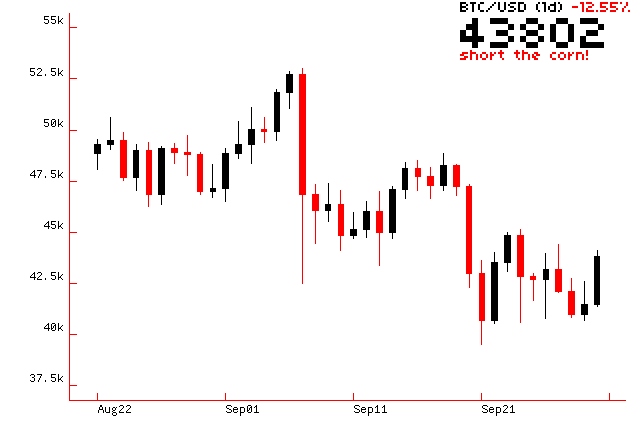 BTC/USD (1d) -12.55%
43802
short the corn!
55k
52.5k
50k
47.5k
45k
42.5k
40k
37.5k
Aug22 Sep01 Sep11 Sep21